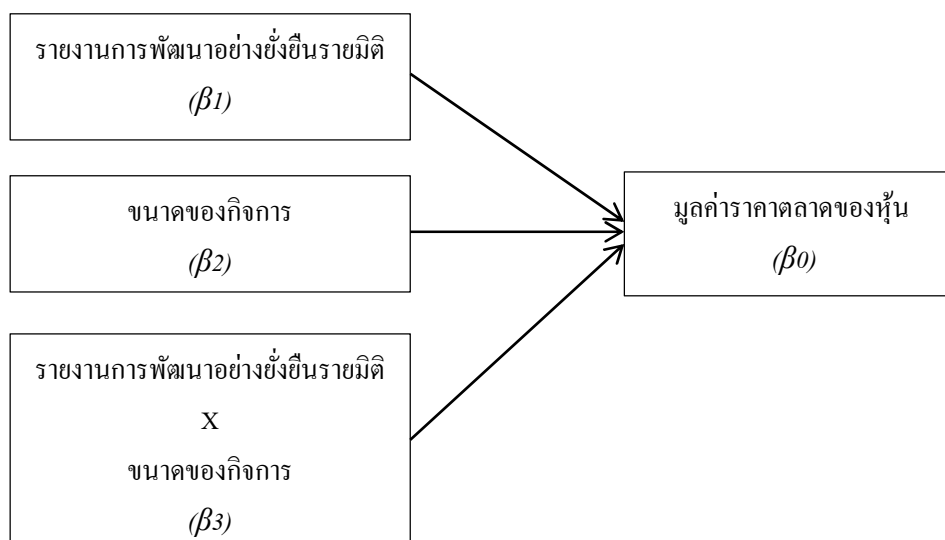 รายงานการพัฒนาอย่างยั่งยืนรายมิติ
(β1)
ขนาดของกิจการ
(β2)
รายงานการพัฒนาอย่างยั่งยืนรายมิติ
X
ขนาดของกิจการ
(β3)
มูลค่าราคาตลาดของหุ้น
(β0)